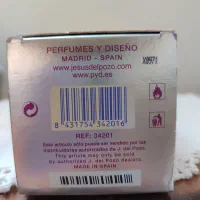 PERFUMES Y DISEÑO
MADRID - SPAIN
www.jesusdelpozo.com
www.pyd.es
X0971
8 431754 342016
REF: 34201
Este artículo sólo puede ser vendido por los
distribuidores autorizados de J. del Pozo
This article may only be sold
by authorized J. del Pozo dealers.
MADE IN SPAIN